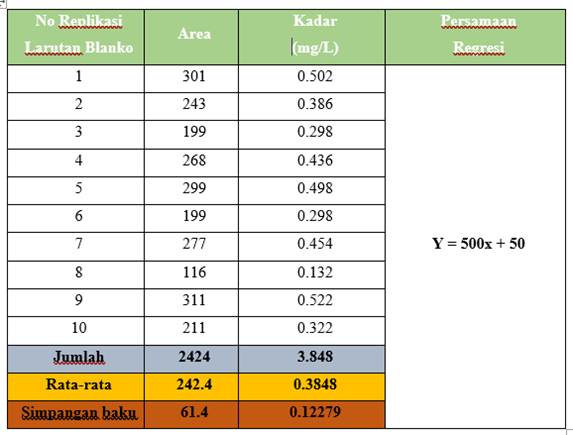 No Replikasi Larutan Blanko | Area | Kadar (mg/L) | Persamaan Regresi
1 | 301 | 0.502 | Y = 500x + 50
2 | 243 | 0.386
3 | 199 | 0.298
4 | 268 | 0.436
5 | 299 | 0.498
6 | 199 | 0.298
7 | 277 | 0.454
8 | 116 | 0.132
9 | 311 | 0.522
10 | 211 | 0.322
Jumlah | 2424 | 3.848
Rata-rata | 242.4 | 0.3848
Simpangan baku | 61.4 | 0.12279